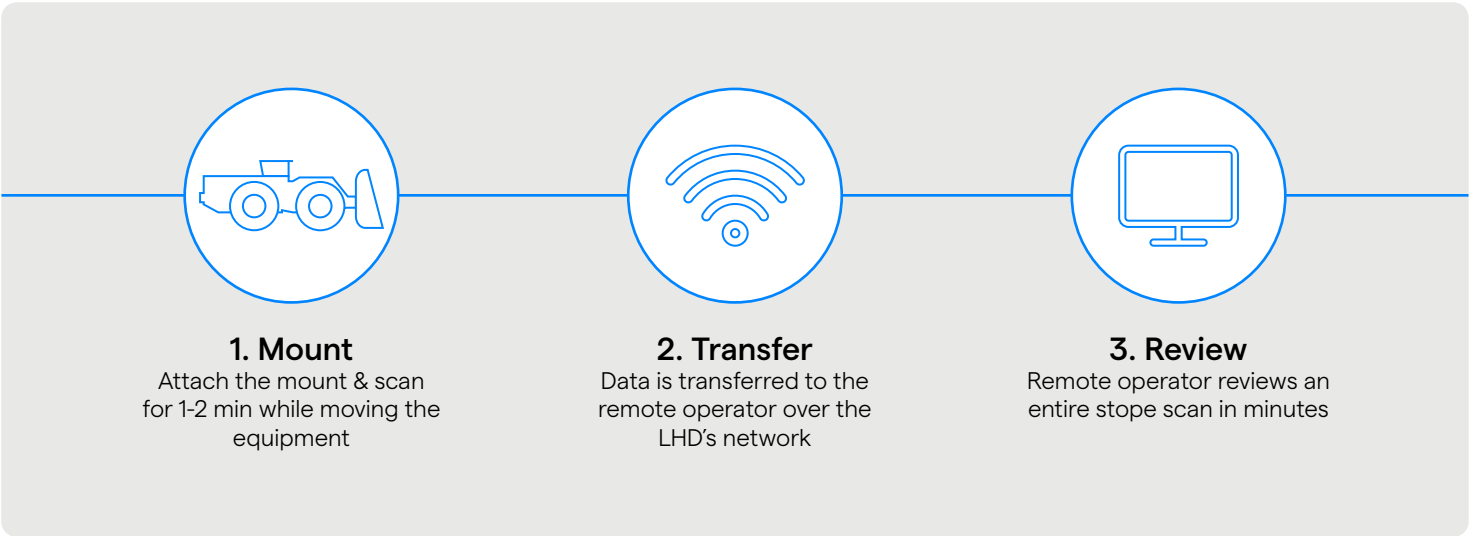 1. Mount
Attach the mount & scan
for 1-2 min while moving the
equipment
2. Transfer
Data is transferred to the
remote operator over the
LHD’s network
3. Review
Remote operator reviews an
entire stope scan in minutes